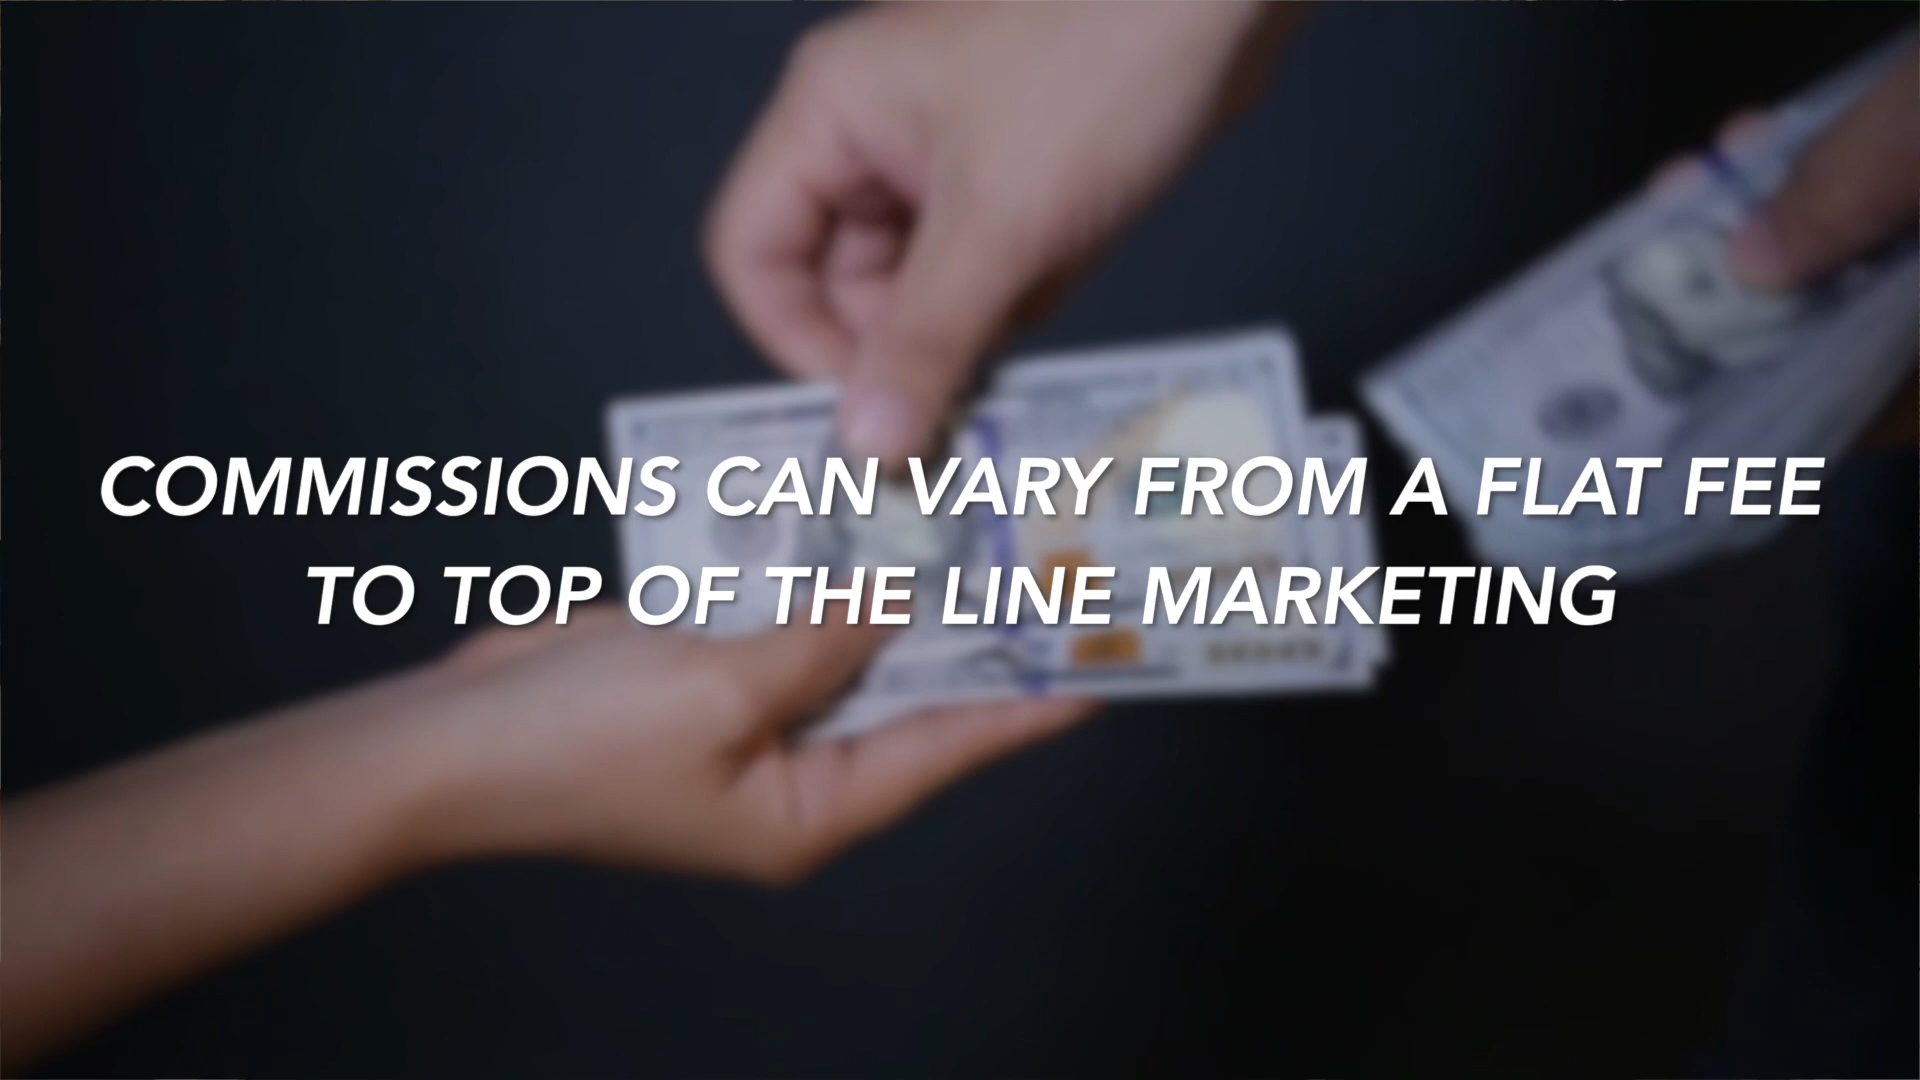 COMMISSIONS CAN VARY FROM A FLAT FEE
TO TOP OF THE LINE MARKETING